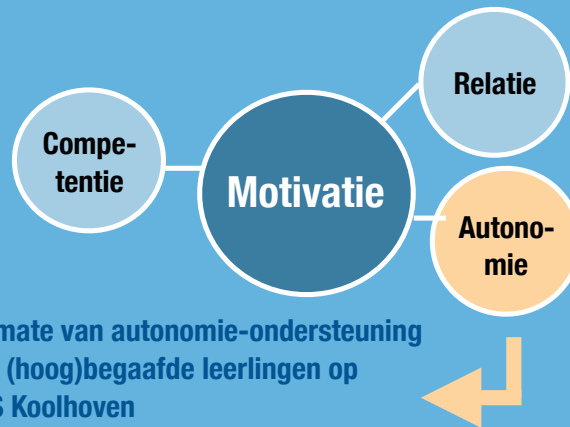 Relatie
Compe-
tentie
Motivatie
Autono-
mie
mate van autonomie-ondersteuning
(hoog)begaafde leerlingen op
Koolhoven